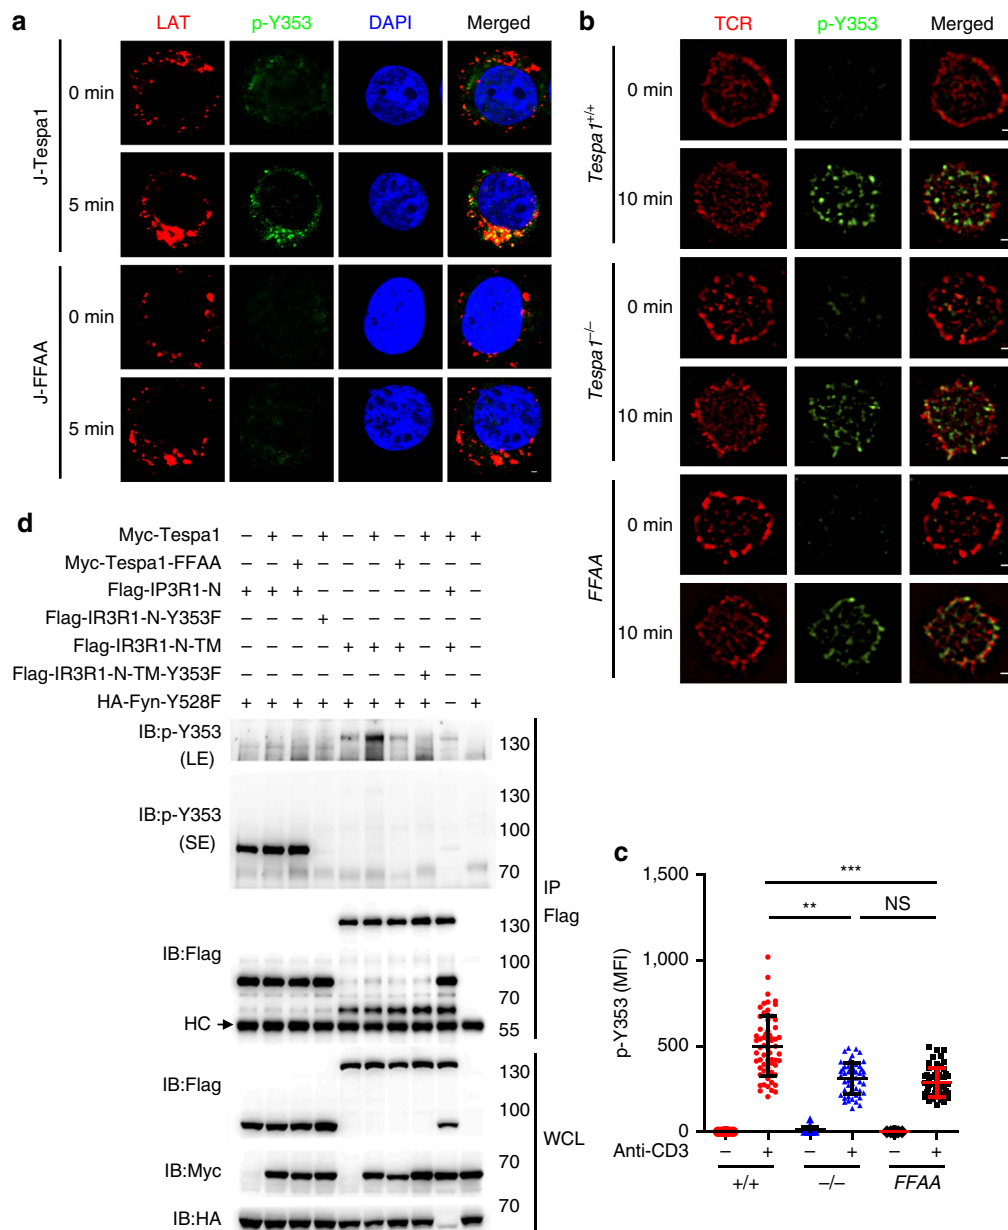 a
LAT p-Y353 DAPI Merged
J-Tespa1
0 min
5 min
J-FFAA
0 min
5 min
b
TCR p-Y353 Merged
Tespa1+/+
0 min
10 min
Tespa1–/–
0 min
10 min
FFAA
0 min
10 min
d
Myc-Tespa1 – + – + – + – + + +
Myc-Tespa1-FFAA – – + – – – + – – –
Flag-IP3R1-N + + + – – – – – + –
Flag-IR3R1-N-Y353F – – – + – – – – – –
Flag-IR3R1-N-TM – – – – + + + – + –
Flag-IR3R1-N-TM-Y353F – – – – – – – + – –
HA-Fyn-Y528F + + + + + + + + – +
IB:p-Y353
(LE)
130
IB:p-Y353
(SE)
130
100
70
IB:Flag
130
100
70
HC
55
IP
Flag
IB:Flag
130
100
IB:Myc
70
IB:HA
70
WCL
c
p-Y353 (MFI)
1,500
1,000
500
0
***
**
NS
Anti-CD3 – + – + – +
+/+ –/– FFAA